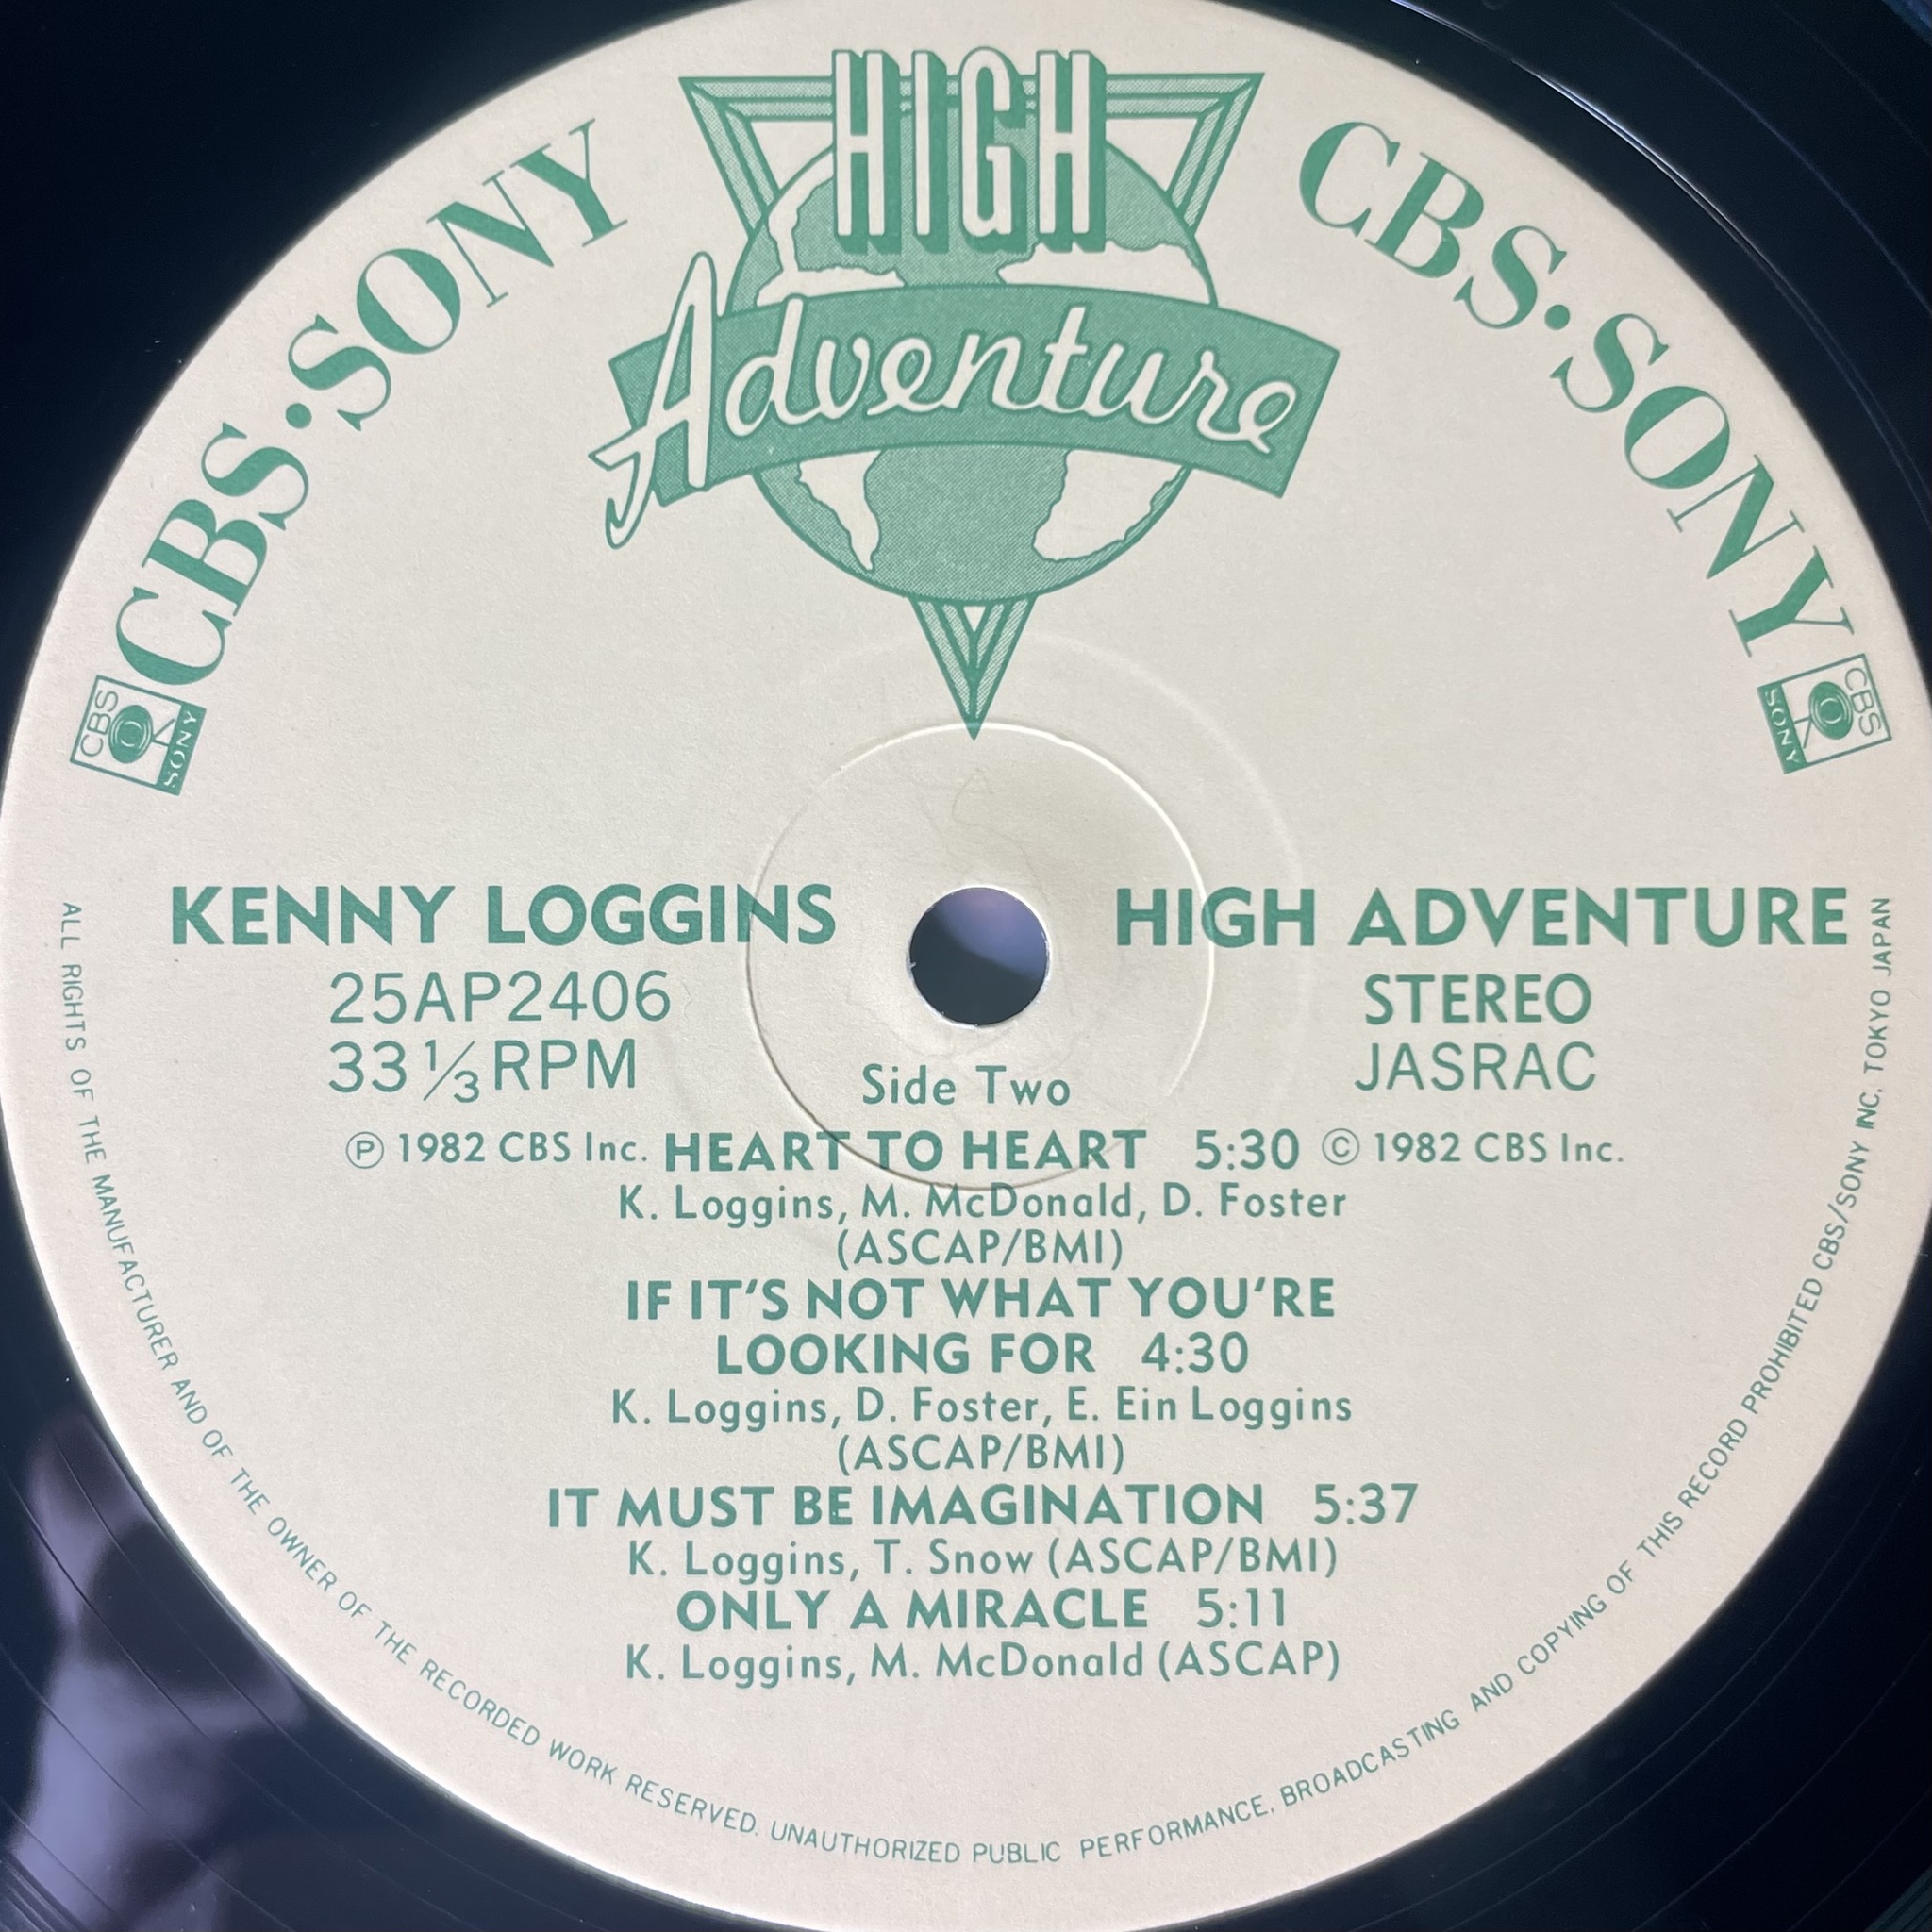 HIGH
Adventure
CBS・SONY
CBS・SONY
CBS
SONY
CBS
SONY
KENNY LOGGINS
25AP2406
33⅓RPM
HIGH ADVENTURE
STEREO
JASRAC
Side Two
Ⓟ 1982 CBS Inc. HEART TO HEART 5:30 © 1982 CBS Inc.
K. Loggins, M. McDonald, D. Foster
(ASCAP/BMI)
IF IT'S NOT WHAT YOU'RE
LOOKING FOR 4:30
K. Loggins, D. Foster, E. Ein Loggins
(ASCAP/BMI)
IT MUST BE IMAGINATION 5:37
K. Loggins, T. Snow (ASCAP/BMI)
ONLY A MIRACLE 5:11
K. Loggins, M. McDonald (ASCAP)
ALL RIGHTS OF THE MANUFACTURER AND OF THE OWNER OF THE RECORDED WORK RESERVED. UNAUTHORIZED PUBLIC PERFORMANCE, BROADCASTING AND COPYING OF THIS RECORD PROHIBITED CBS/SONY INC. TOKYO JAPAN